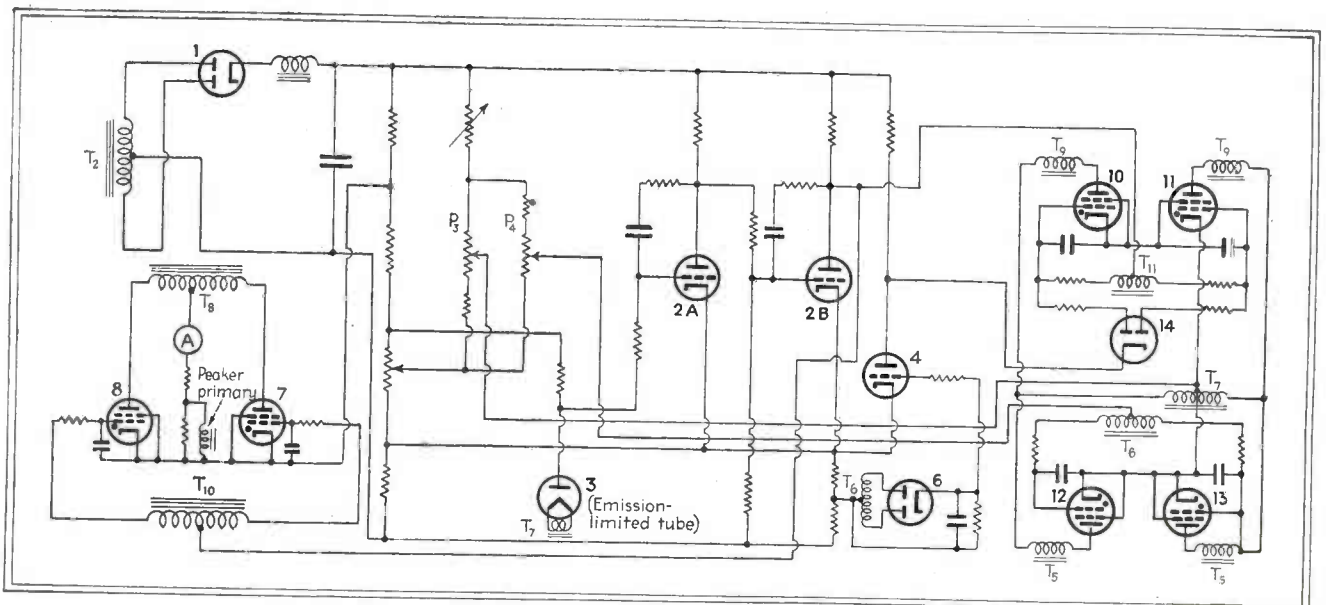 1
T2
T8
A
Peaker
primary
8
7
T10
P3
P4
2A
2B
3
(Emission-
limited tube)
T7
4
T6
6
T9
T9
10
11
T11
14
T7
T6
12
13
T5
T5